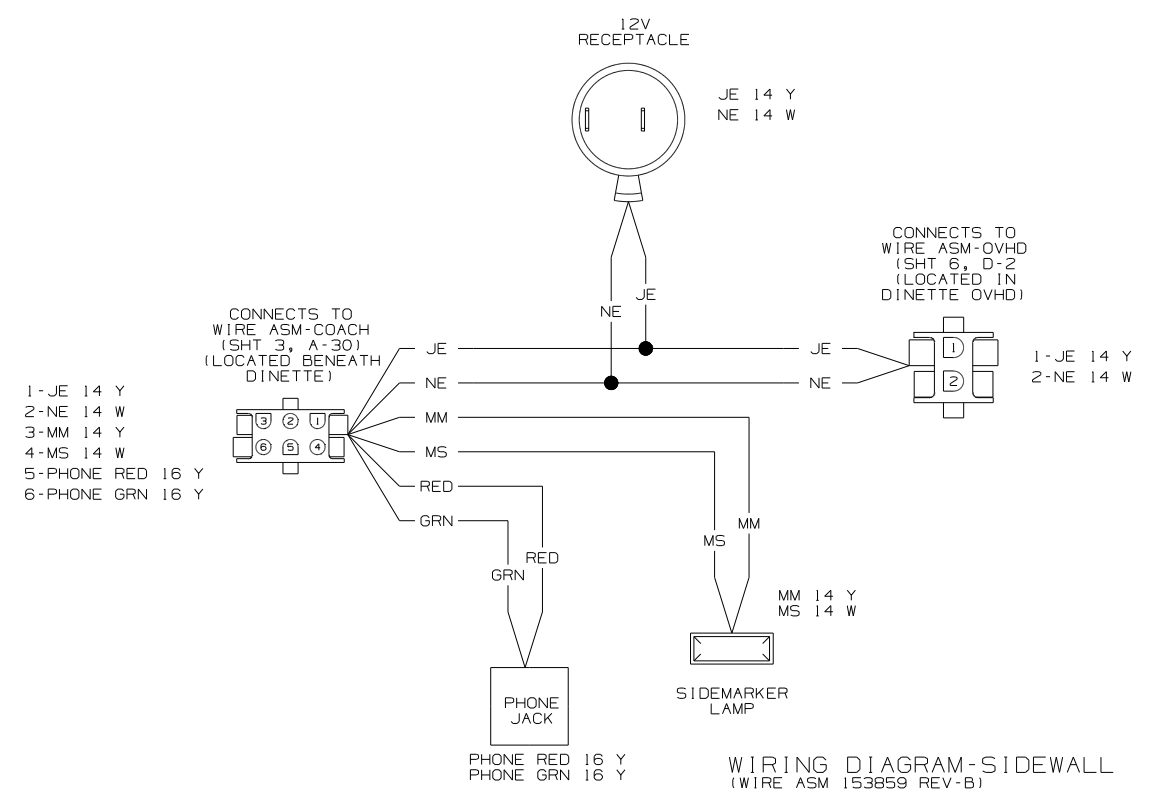 12V
RECEPTACLE
JE 14 Y
NE 14 W
CONNECTS TO
WIRE ASM-OVHD
(SHT 6, D-2
(LOCATED IN
DINETTE OVHD)
JE
NE
CONNECTS TO
WIRE ASM-COACH
(SHT 3, A-30)
(LOCATED BENEATH
DINETTE)
JE
JE
1
1-JE 14 Y
2-NE 14 W
NE
NE
2
1-JE 14 Y
2-NE 14 W
3-MM 14 Y
4-MS 14 W
5-PHONE RED 16 Y
6-PHONE GRN 16 Y
3 2 1
6 5 4
MM
MS
RED
GRN
MM
MS
RED
GRN
MM 14 Y
MS 14 W
SIDEMARKER
LAMP
PHONE
JACK
PHONE RED 16 Y
PHONE GRN 16 Y
WIRING DIAGRAM-SIDEWALL
(WIRE ASM 153859 REV-B)